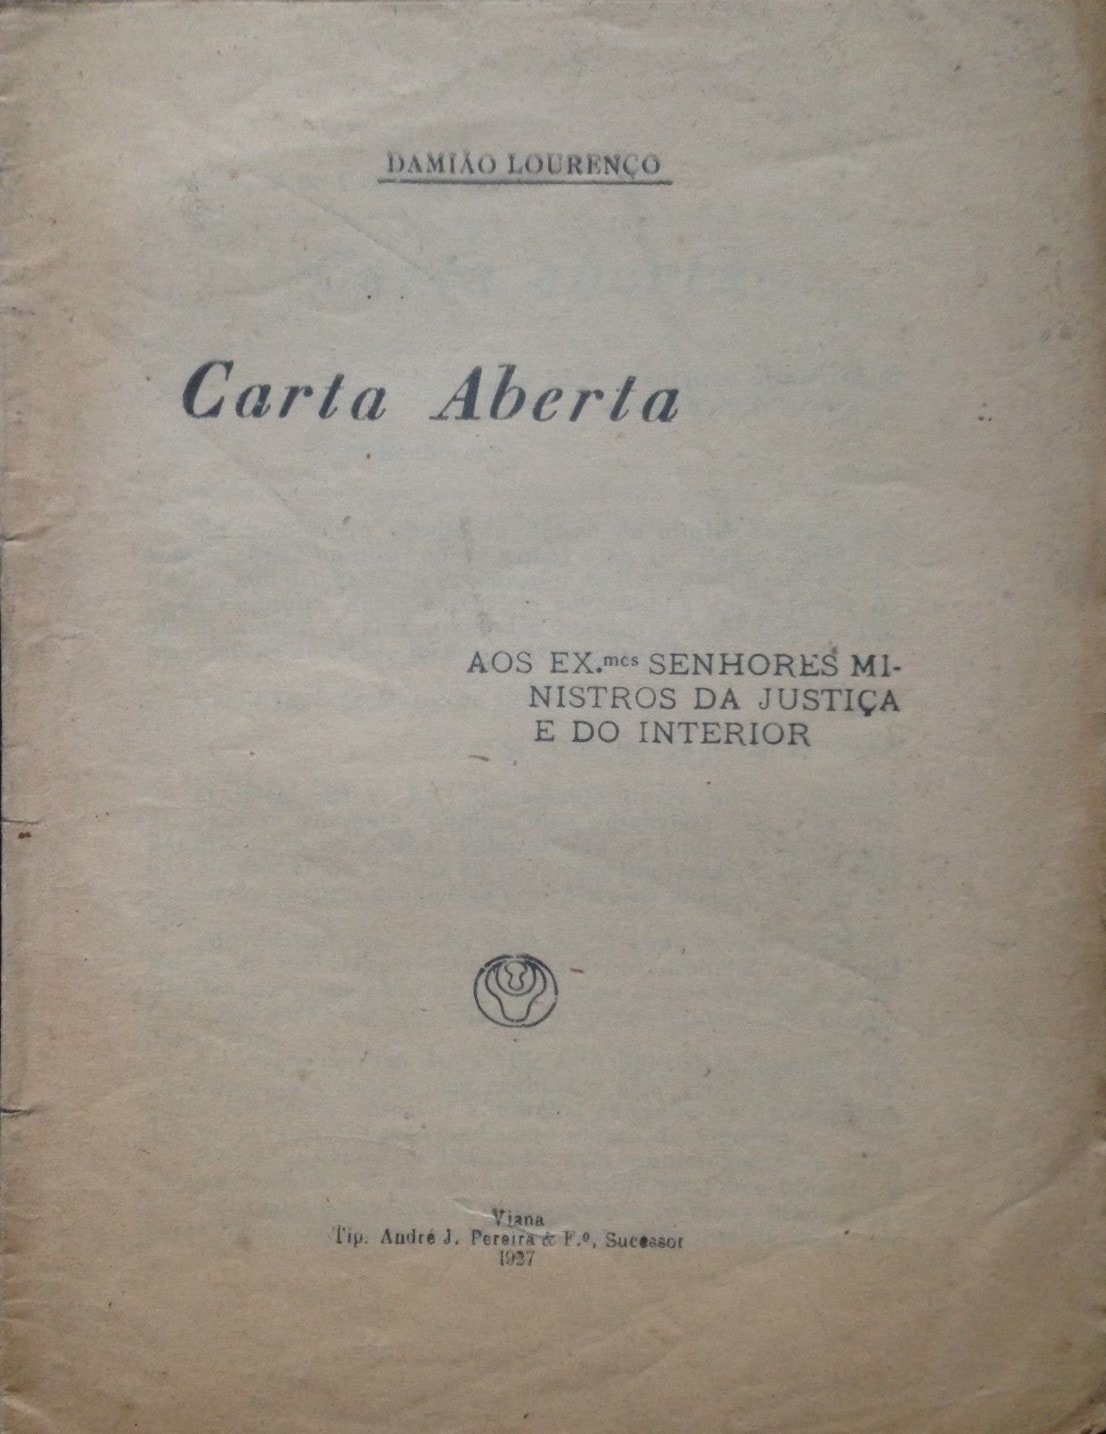 DAMIÃO LOURENÇO
Carta Aberta
AOS EX.mos SENHORES MI-
NISTROS DA JUSTIÇA
E DO INTERIOR
Viana
Tip. André J. Pereira & F.º, Sucessor
1927